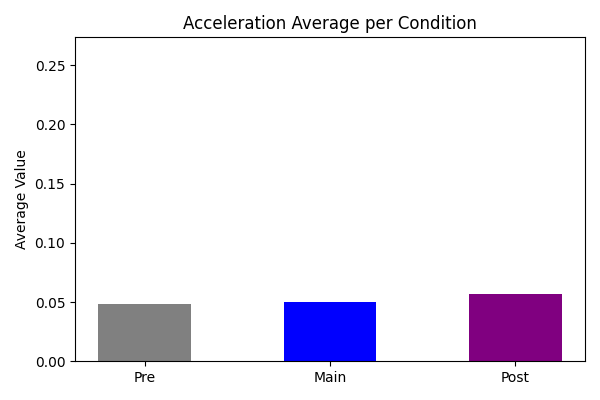 Acceleration Average per Condition
Average Value
0.25
0.20
0.15
0.10
0.05
0.00
Pre
Main
Post